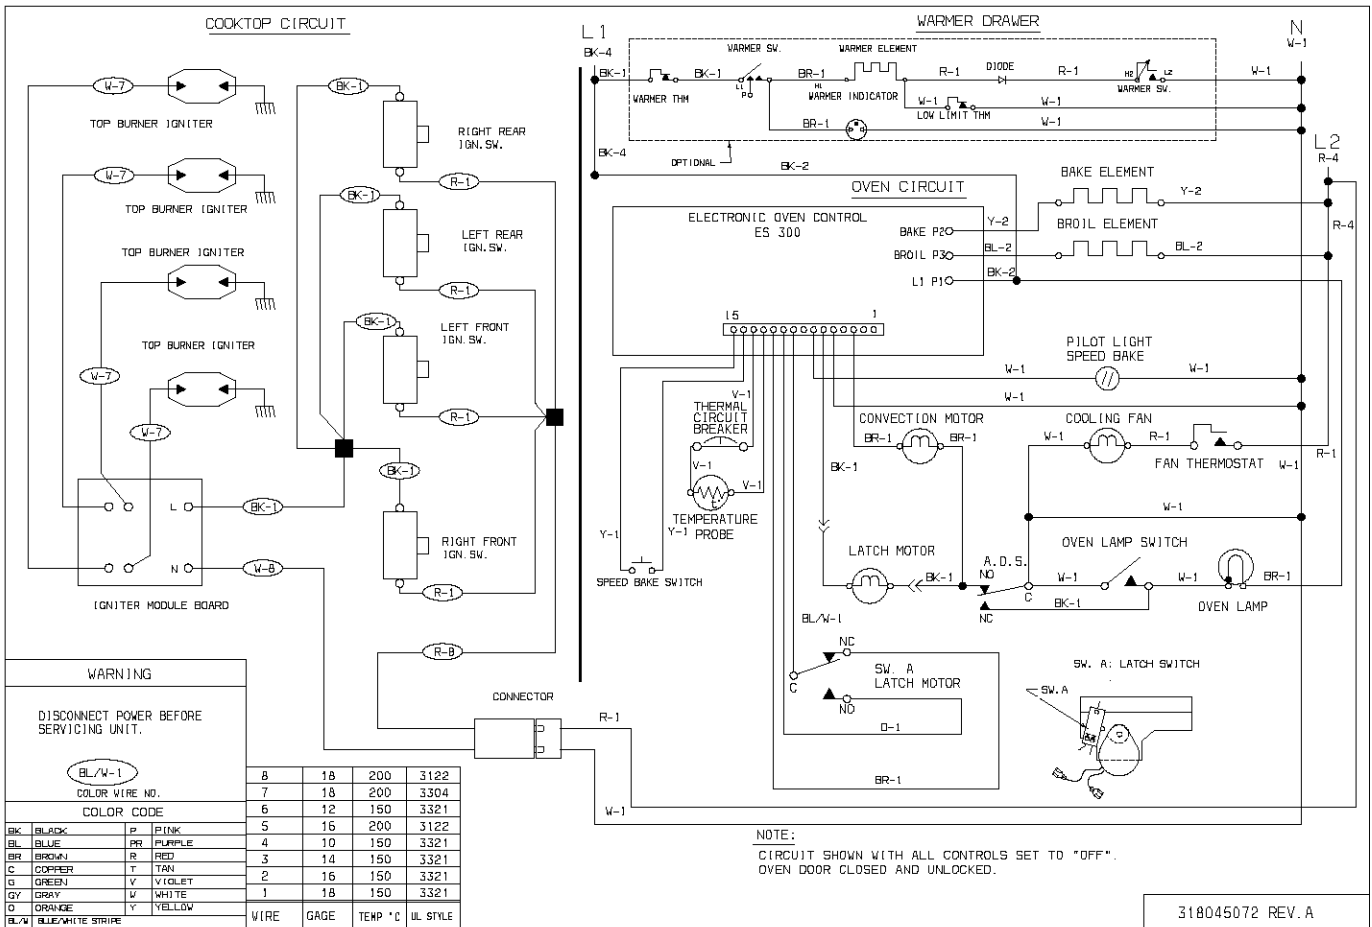 COOKTOP CIRCUIT
W-7
TOP BURNER IGNITER
W-7
TOP BURNER IGNITER
TOP BURNER IGNITER
TOP BURNER IGNITER
W-7
W-7
BK-1
RIGHT REAR
IGN.SW.
R-1
BK-1
LEFT REAR
IGN.SW.
R-1
BK-1
LEFT FRONT
IGN.SW.
R-1
BK-1
RIGHT FRONT
IGN.SW.
R-1
L
BK-1
N
W-8
IGNITER MODULE BOARD
R-8
CONNECTOR
R-1
W-1
L1
BK-4
WARMER DRAWER
N
W-1
WARMER SW.
WARMER ELEMENT
BK-1
BK-1
BR-1
R-1
DIODE
R-1
H2
L2
W-1
WARMER THM
L1
P
H1
WARMER INDICATOR
WARMER SW.
W-1
W-1
LOW LIMIT THM
BR-1
W-1
OPTIONAL
BK-4
BK-2
L2
R-4
OVEN CIRCUIT
BAKE ELEMENT
ELECTRONIC OVEN CONTROL
ES 300
BAKE P2
Y-2
Y-2
BROIL ELEMENT
R-4
BROIL P3
BL-2
BL-2
L1 P1
BK-2
15
1
PILOT LIGHT
SPEED BAKE
W-1
W-1
W-1
V-1
THERMAL
CIRCUIT
BREAKER
CONVECTION MOTOR
BR-1
BR-1
COOLING FAN
W-1
R-1
FAN THERMOSTAT
R-1
W-1
BK-1
V-1
V-1
t°
TEMPERATURE
PROBE
W-1
Y-1
Y-1
SPEED BAKE SWITCH
LATCH MOTOR
BK-1
A.D.S.
NO
C
NC
OVEN LAMP SWITCH
W-1
W-1
BK-1
BR-1
OVEN LAMP
BL/W-1
NC
C
SW. A
LATCH MOTOR
NO
O-1
BR-1
SW. A: LATCH SWITCH
SW.A
WARNING
DISCONNECT POWER BEFORE
SERVICING UNIT.
BL/W-1
COLOR WIRE NO.
COLOR CODE
BK BLACK P PINK
BL BLUE PR PURPLE
BR BROWN R RED
C COPPER T TAN
G GREEN V VIOLET
GY GRAY W WHITE
O ORANGE Y YELLOW
BL/W BLUE/WHITE STRIPE
8 18 200 3122
7 18 200 3304
6 12 150 3321
5 16 200 3122
4 10 150 3321
3 14 150 3321
2 16 150 3321
1 18 150 3321
WIRE GAGE TEMP °C UL STYLE
NOTE:
CIRCUIT SHOWN WITH ALL CONTROLS SET TO "OFF".
OVEN DOOR CLOSED AND UNLOCKED.
318045072 REV.A